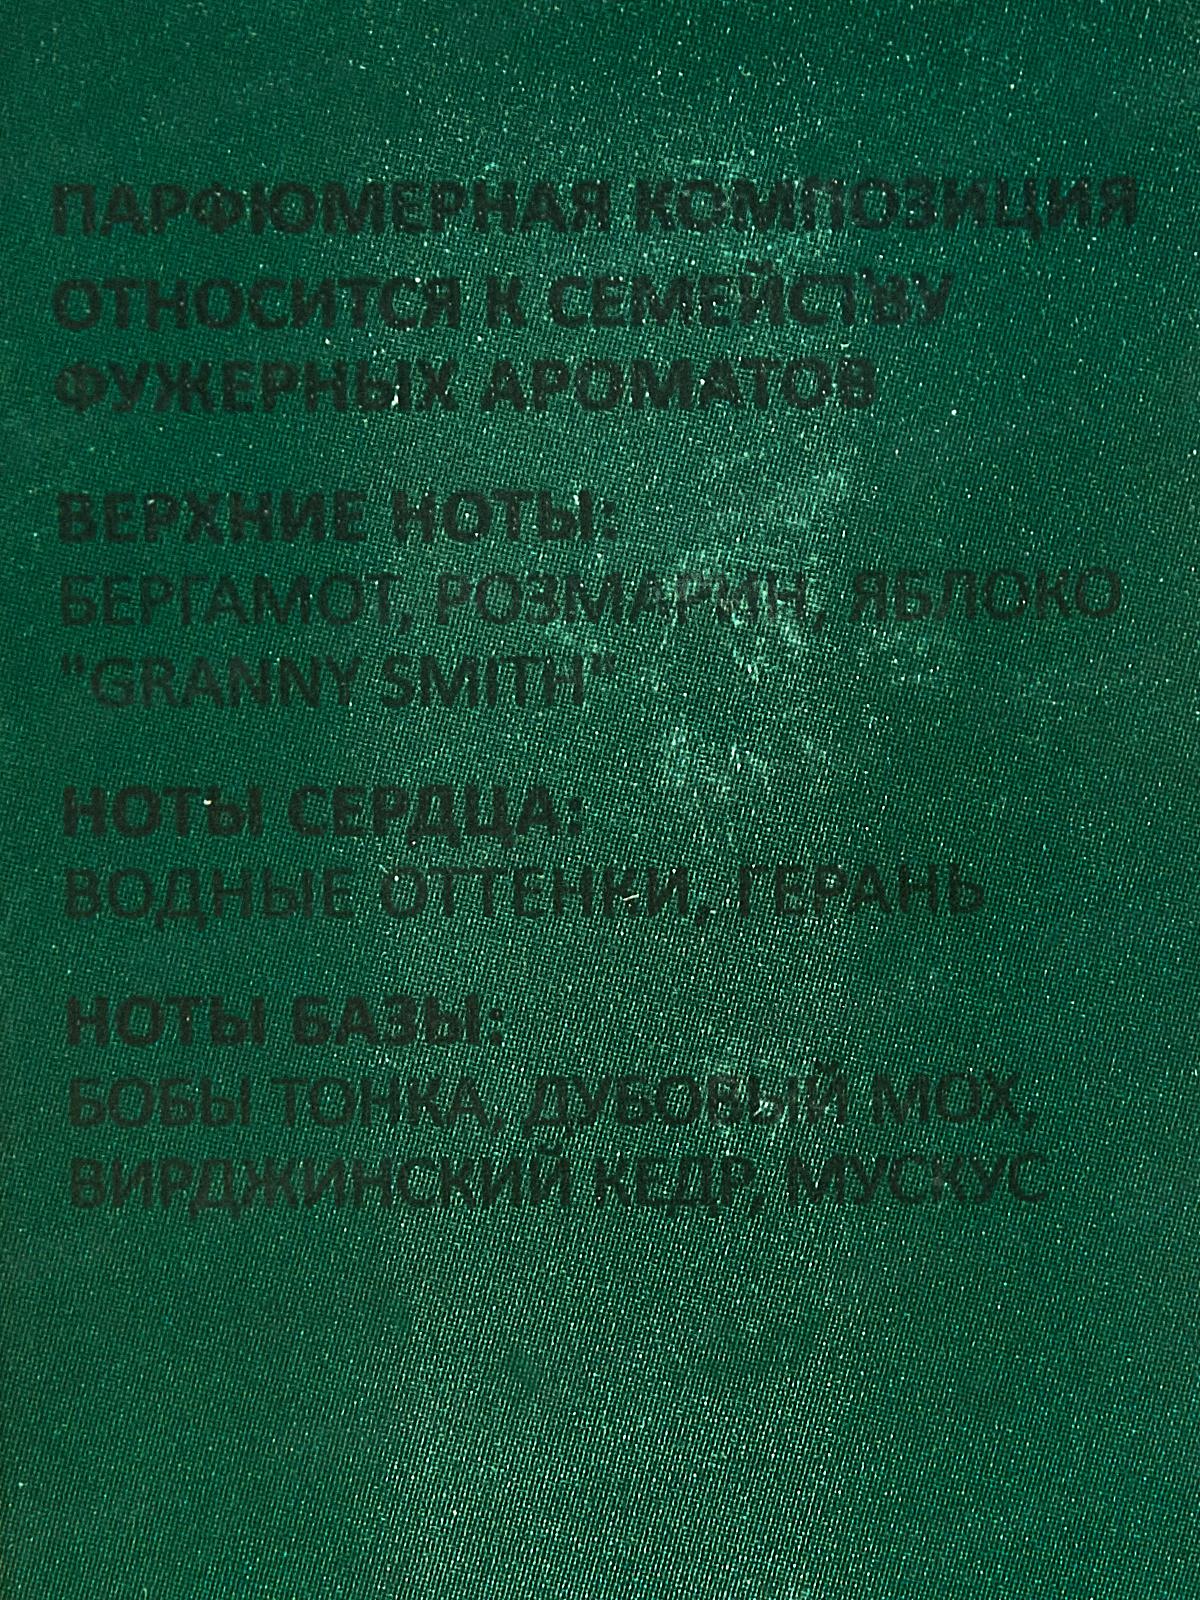 ПАРФЮМЕРНАЯ КОМПОЗИЦИЯ
ОТНОСИТСЯ К СЕМЕЙСТВУ
ФУЖЕРНЫХ АРОМАТОВ
ВЕРХНИЕ НОТЫ:
БЕРГАМОТ, РОЗМАРИН, ЯБЛОКО
"GRANNY SMITH"
НОТЫ СЕРДЦА:
ВОДНЫЕ ОТТЕНКИ, ГЕРАНЬ
НОТЫ БАЗЫ:
БОБЫ ТОНКА, ДУБОВЫЙ МОХ,
ВИРДЖИНСКИЙ КЕДР, МУСКУС